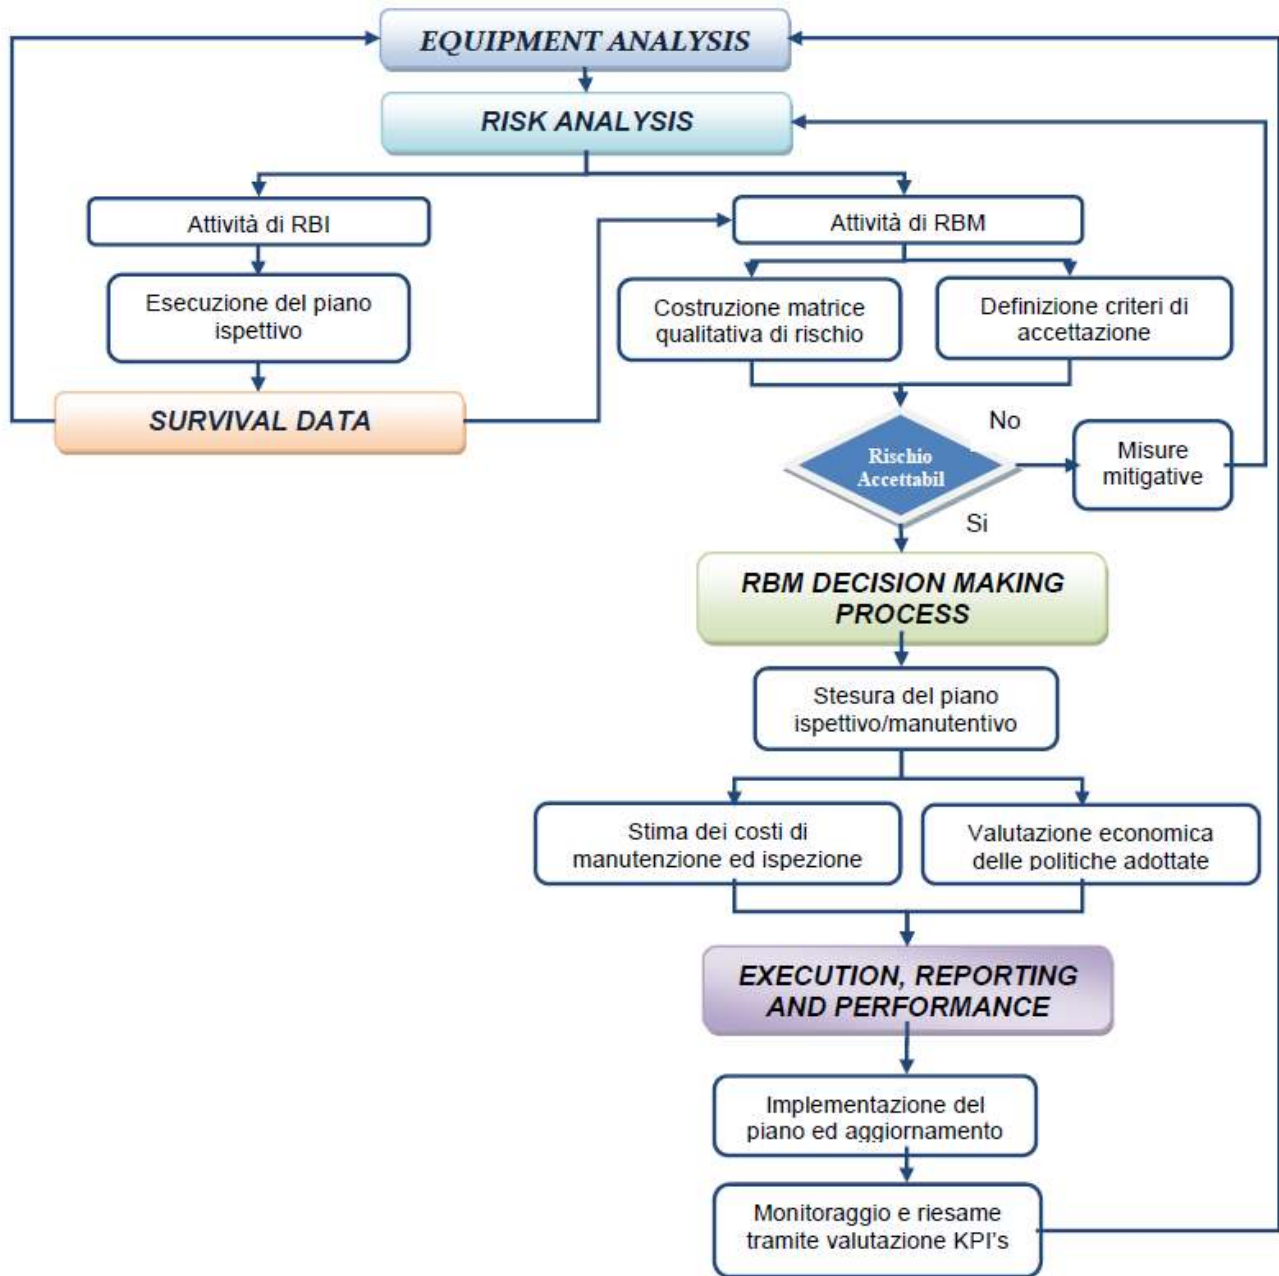 EQUIPMENT ANALYSIS
RISK ANALYSIS
Attività di RBI
Attività di RBM
Esecuzione del piano
ispettivo
Costruzione matrice
qualitativa di rischio
Definizione criteri di
accettazione
SURVIVAL DATA
Rischio
Accettabil
No
Misure
mitigative
Si
RBM DECISION MAKING
PROCESS
Stesura del piano
ispettivo/manutentivo
Stima dei costi di
manutenzione ed ispezione
Valutazione economica
delle politiche adottate
EXECUTION, REPORTING
AND PERFORMANCE
Implementazione del
piano ed aggiornamento
Monitoraggio e riesame
tramite valutazione KPI's